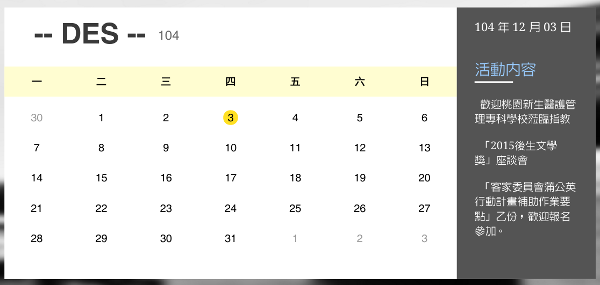 -- DES -- 104
一 二 三 四 五 六 日
30 1 2 3 4 5 6
7 8 9 10 11 12 13
14 15 16 17 18 19 20
21 22 23 24 25 26 27
28 29 30 31 1 2 3
104 年 12 月 03 日
活動內容
歡迎桃園新生醫護管
理專科學校蒞臨指教
「2015後生文學
獎」座談會
「客家委員會蒲公英
行動計畫補助作業要
點」乙份，歡迎報名
參加。